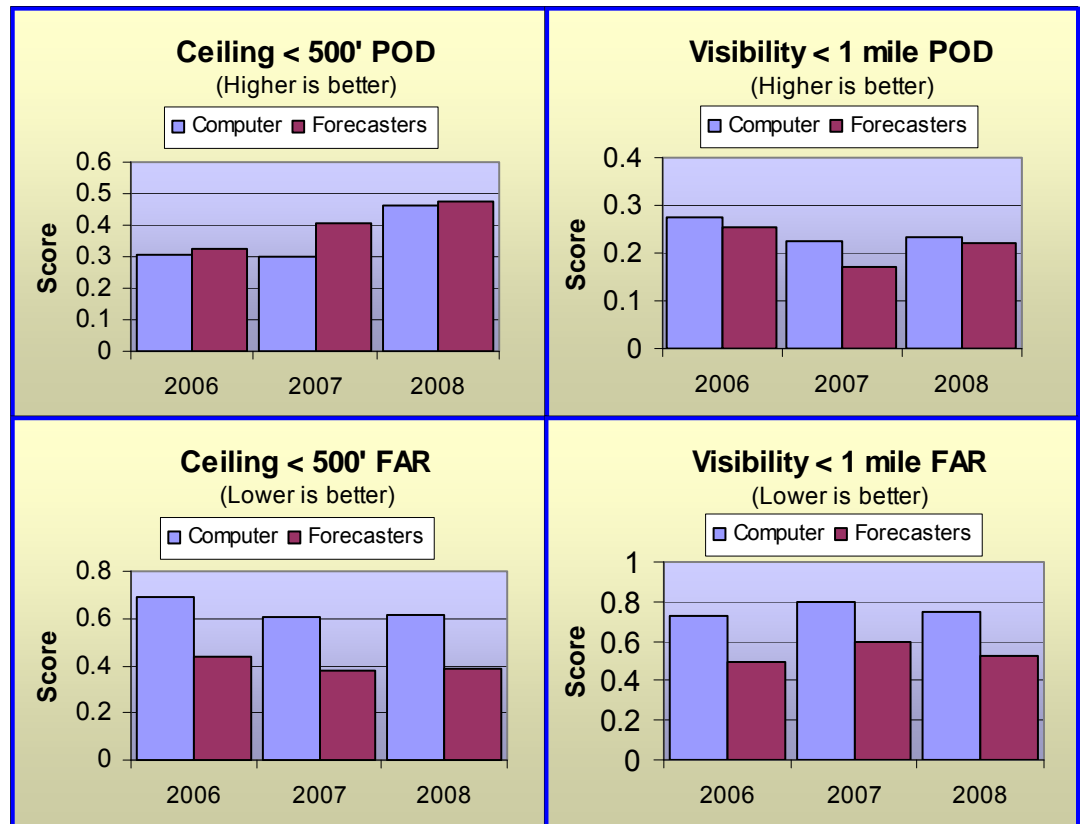 Ceiling < 500' POD
(Higher is better)
Computer Forecasters
0.6
0.5
0.4
0.3
0.2
0.1
0
Score
2006 2007 2008
Visibility < 1 mile POD
(Higher is better)
Computer Forecasters
0.4
0.3
0.2
0.1
0
Score
2006 2007 2008
Ceiling < 500' FAR
(Lower is better)
Computer Forecasters
0.8
0.6
0.4
0.2
0
Score
2006 2007 2008
Visibility < 1 mile FAR
(Lower is better)
Computer Forecasters
1
0.8
0.6
0.4
0.2
0
Score
2006 2007 2008